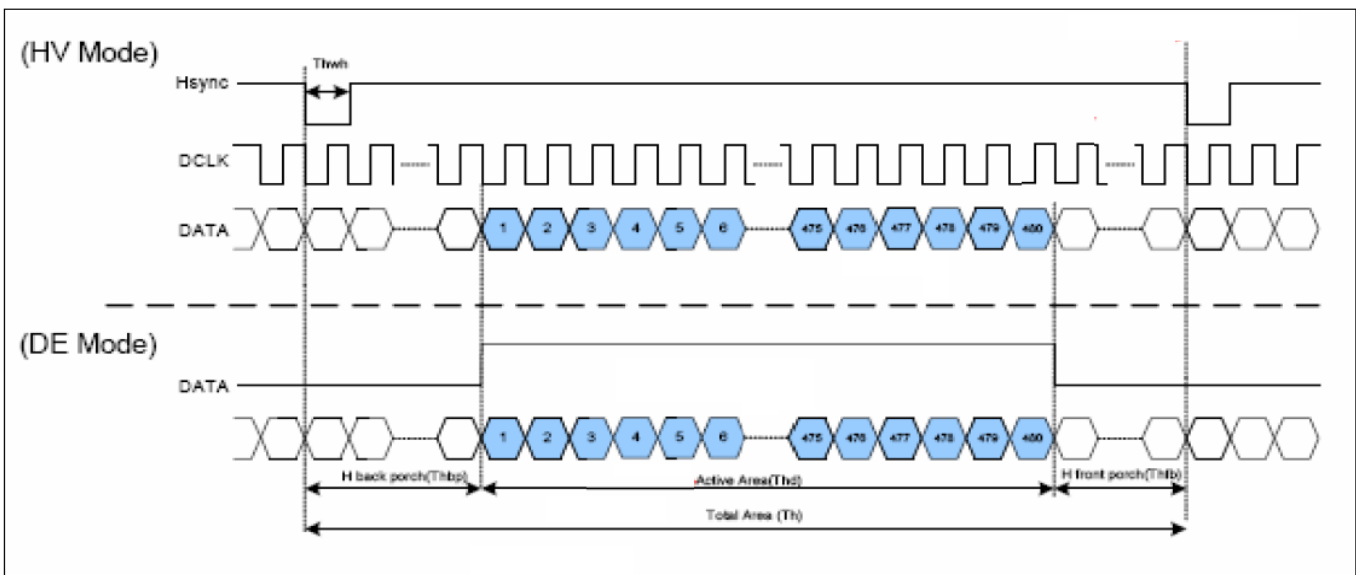 (HV Mode)
Thwh
Hsync
DCLK
DATA 1 2 3 4 5 6 475 476 477 478 479 480
(DE Mode)
DATA
1 2 3 4 5 6 475 476 477 478 479 480
H back porch(Thbp) Active Area(Thd) H front porch(Thfb)
Total Area (Th)